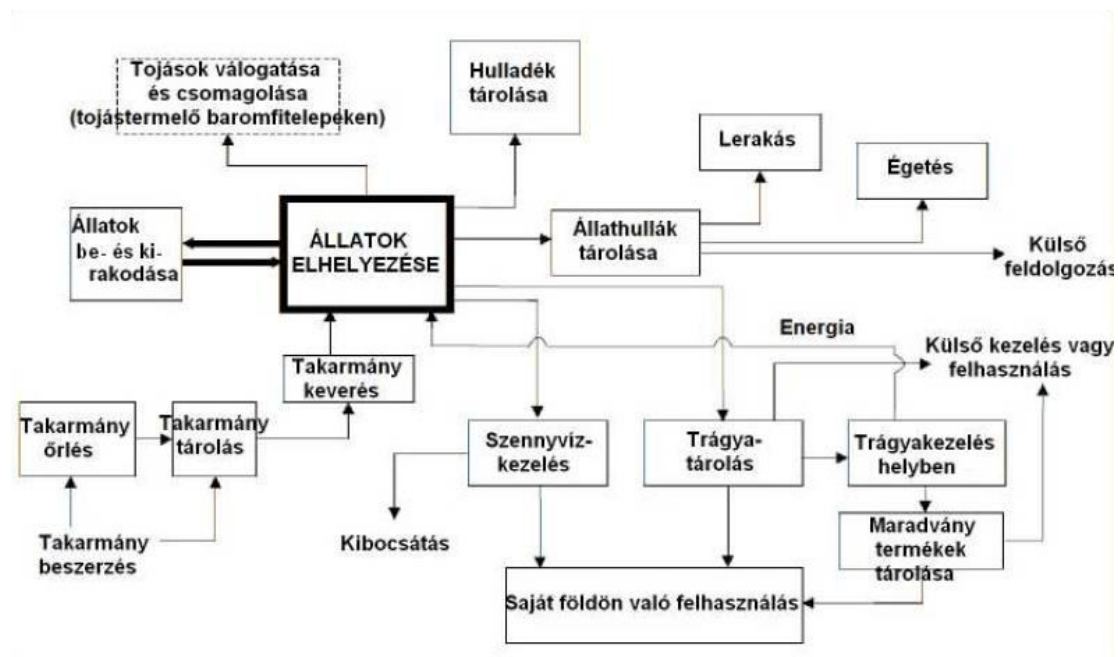 Tojások válogatása
és csomagolása
(tojástermelő baromfitelepeken)
Hulladék
tárolása
Lerakás
Égetés
Állatok
be- és ki-
rakodása
ÁLLATOK
ELHELYEZÉSE
Állathullák
tárolása
Külső
feldolgozás
Energia
Külső kezelés vagy
felhasználás
Takarmány
keverés
Takarmány
őrlés
Takarmány
tárolás
Szennyvíz-
kezelés
Trágya-
tárolás
Trágyakezelés
helyben
Takarmány
beszerzés
Kibocsátás
Maradvány
termékek
tárolása
Saját földön való felhasználás